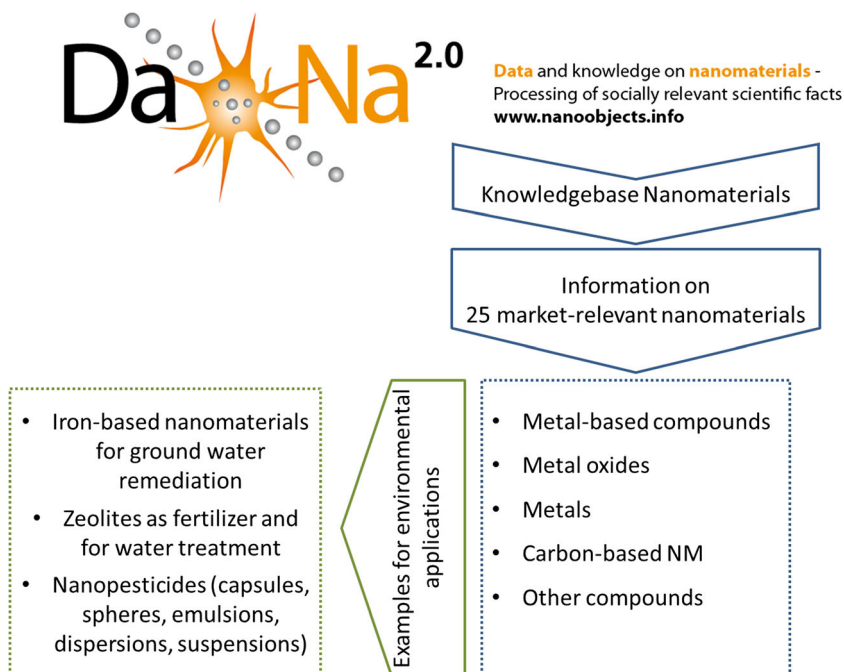 DaNa 2.0
Data and knowledge on nanomaterials -
Processing of socially relevant scientific facts
www.nanoobjects.info
Knowledgebase Nanomaterials
Information on
25 market-relevant nanomaterials
• Metal-based compounds
• Metal oxides
• Metals
• Carbon-based NM
• Other compounds
Examples for environmental
applications
• Iron-based nanomaterials
for ground water
remediation
• Zeolites as fertilizer and
for water treatment
• Nanopesticides (capsules,
spheres, emulsions,
dispersions, suspensions)